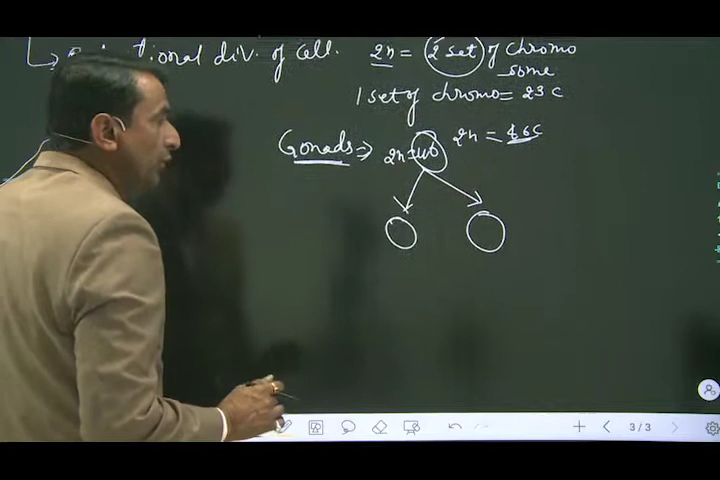 tional div. of cell. 2n = 2 set of chromo
some
1 set of chromo = 23 c
Gonads => 2n = 46 2n = 46c
3/3